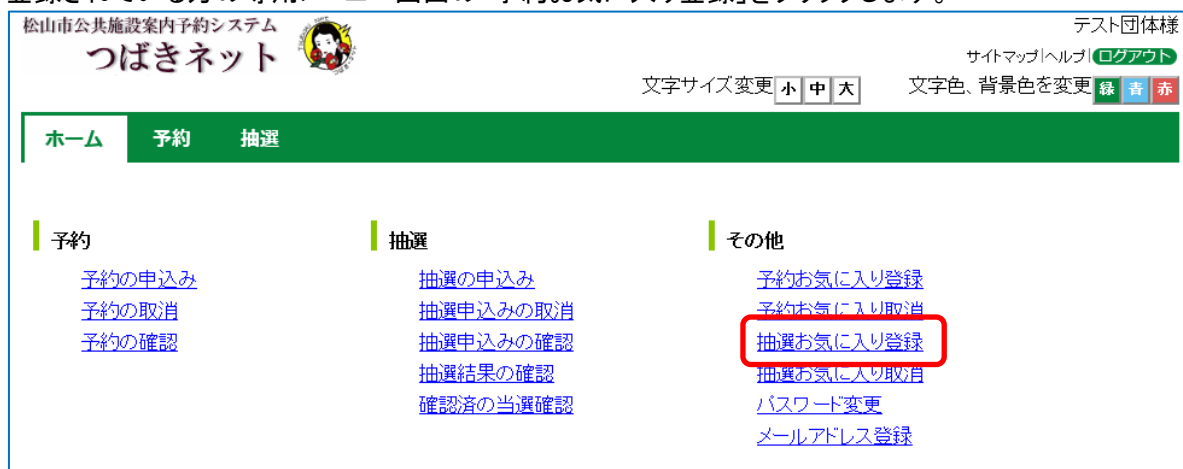 松山市公共施設案内予約システム
つばきネット
テスト団体様
サイトマップ|ヘルプ|ログアウト
文字サイズ変更 小 中 大 文字色、背景色を変更 緑 青 赤
ホーム 予約 抽選
予約
予約の申込み
予約の取消
予約の確認
抽選
抽選の申込み
抽選申込みの取消
抽選申込みの確認
抽選結果の確認
確認済の当選確認
その他
予約お気に入り登録
予約お気に入り取消
抽選お気に入り登録
抽選お気に入り取消
パスワード変更
メールアドレス登録